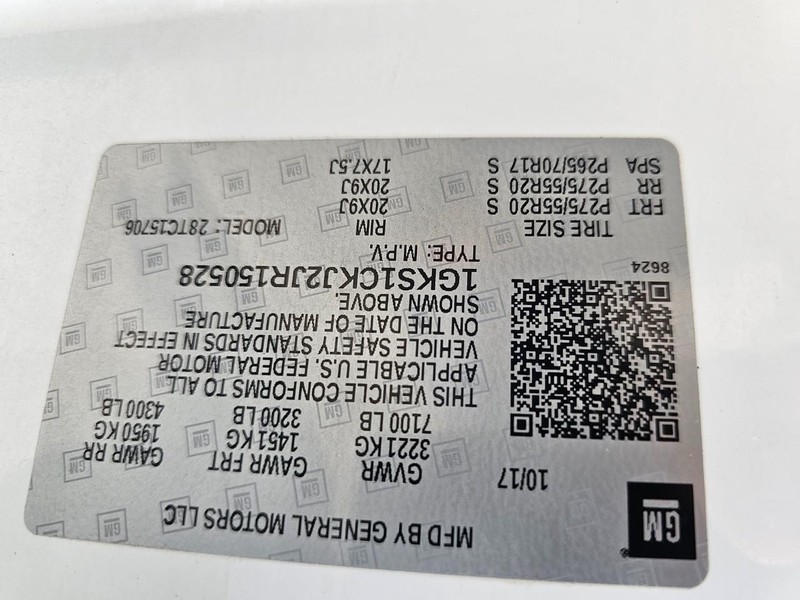 MFD BY GENERAL MOTORS LLC
GM
10/17
GVWR GAWR FRT GAWR RR
3221 KG 1451 KG 1950 KG
7100 LB 3200 LB 4300 LB
THIS VEHICLE CONFORMS TO ALL
APPLICABLE U.S. FEDERAL MOTOR
VEHICLE SAFETY STANDARDS IN EFFECT
ON THE DATE OF MANUFACTURE
SHOWN ABOVE.
1GKS1CKJ2JR150528
8624
TYPE: M.P.V.
TIRE SIZE RIM MODEL: 28TC15706
FRT P275/55R20 S 20X9J
RR P275/55R20 S 20X9J
SPA P265/70R17 S 17X7.5J